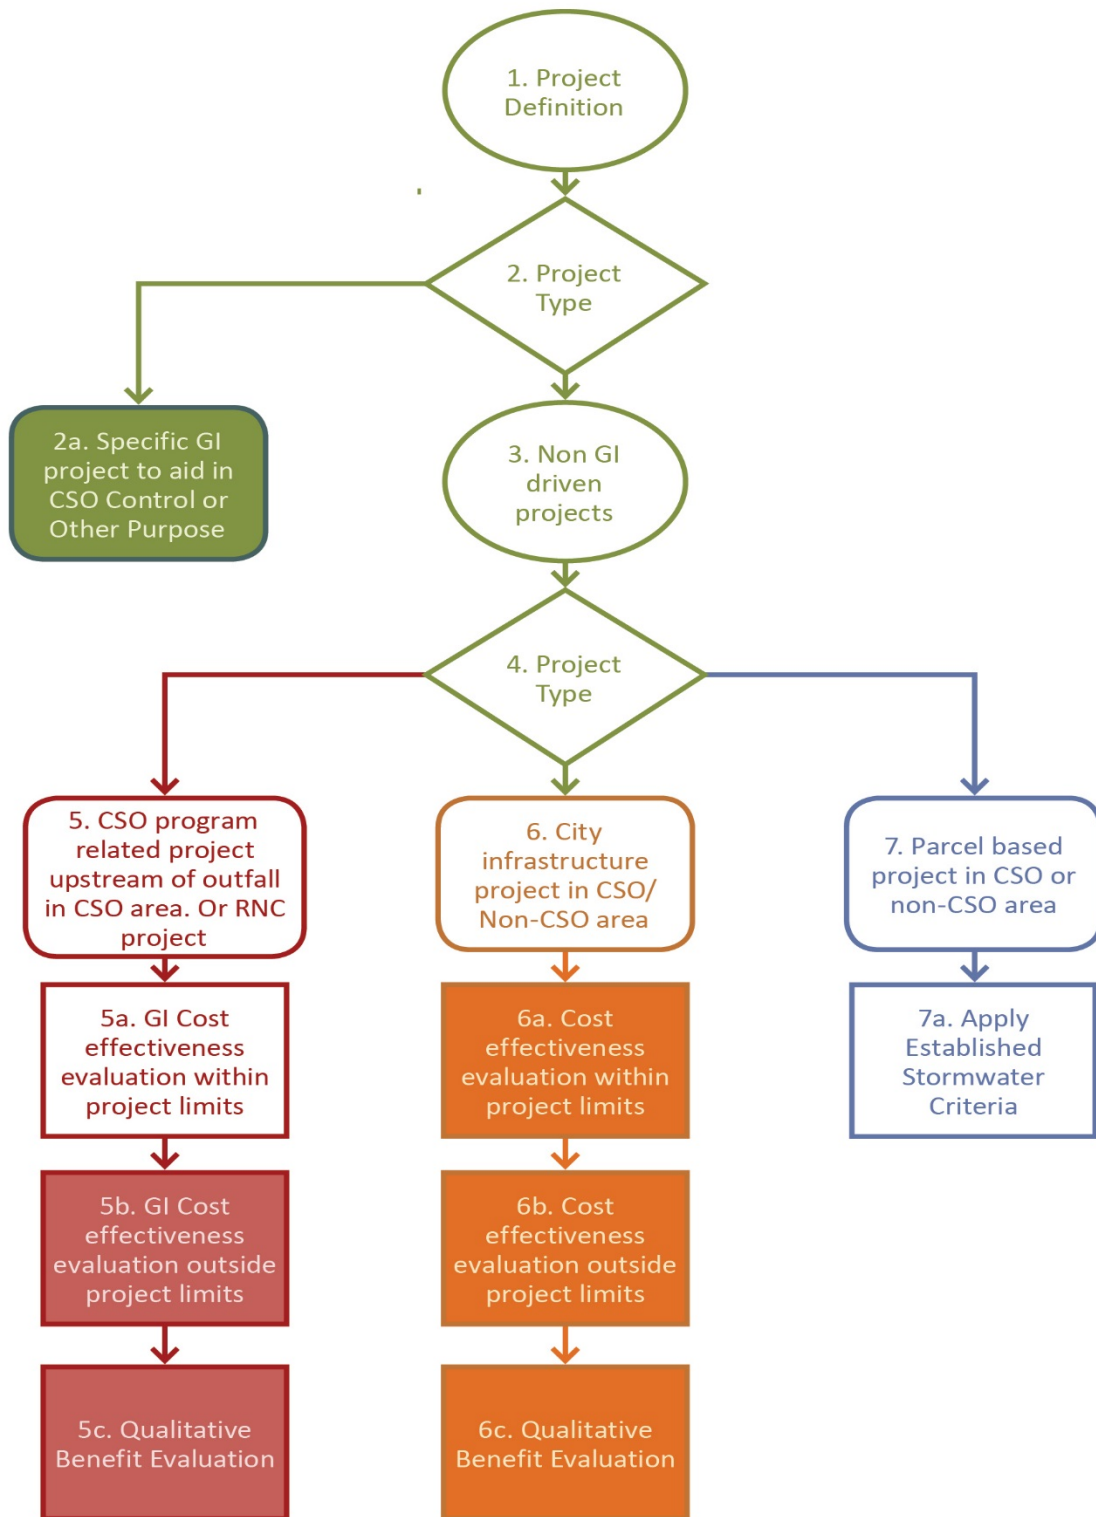 1. Project
Definition
2. Project
Type
2a. Specific GI
project to aid in
CSO Control or
Other Purpose
3. Non GI
driven
projects
4. Project
Type
5. CSO program
related project
upstream of outfall
in CSO area. Or RNC
project
6. City
infrastructure
project in CSO/
Non-CSO area
7. Parcel based
project in CSO or
non-CSO area
5a. GI Cost
effectiveness
evaluation within
project limits
6a. Cost
effectiveness
evaluation within
project limits
7a. Apply
Established
Stormwater
Criteria
5b. GI Cost
effectiveness
evaluation outside
project limits
6b. Cost
effectiveness
evaluation outside
project limits
5c. Qualitative
Benefit Evaluation
6c. Qualitative
Benefit Evaluation